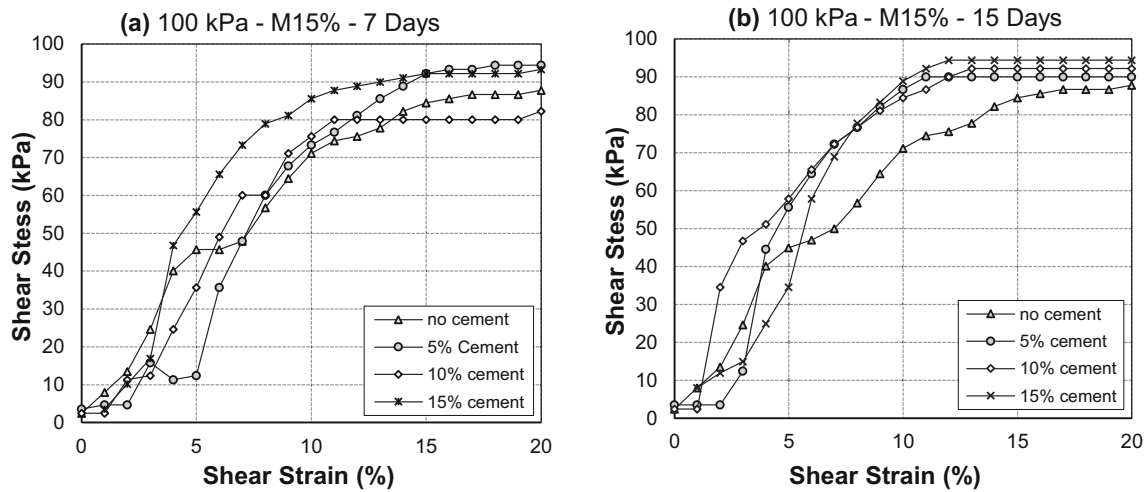 (a) 100 kPa - M15% - 7 Days
100
90
80
70
60
50
40
30
20
10
0
Shear Stess (kPa)
no cement
5% Cement
10% cement
15% cement
0 5 10 15 20
Shear Strain (%)
(b) 100 kPa - M15% - 15 Days
100
90
80
70
60
50
40
30
20
10
0
Shear Stess (kPa)
no cement
5% cement
10% cement
15% cement
0 5 10 15 20
Shear Strain (%)